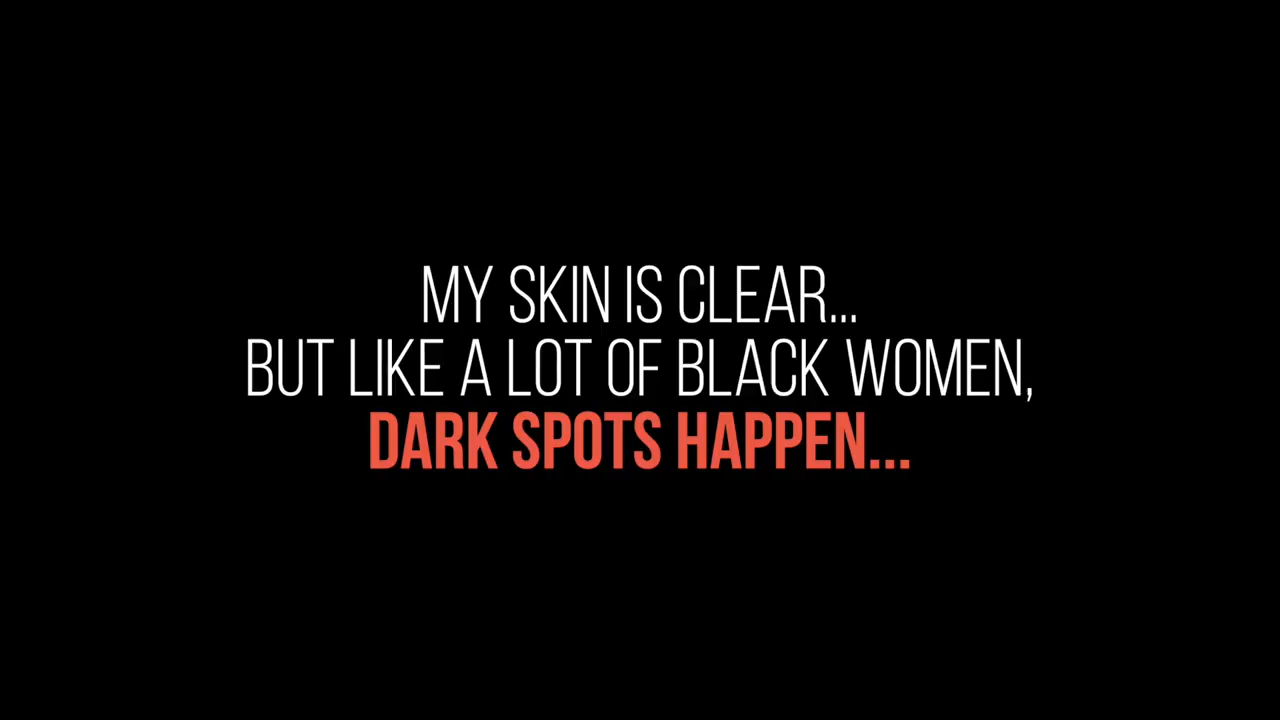 MY SKIN IS CLEAR...
BUT LIKE A LOT OF BLACK WOMEN,
DARK SPOTS HAPPEN...